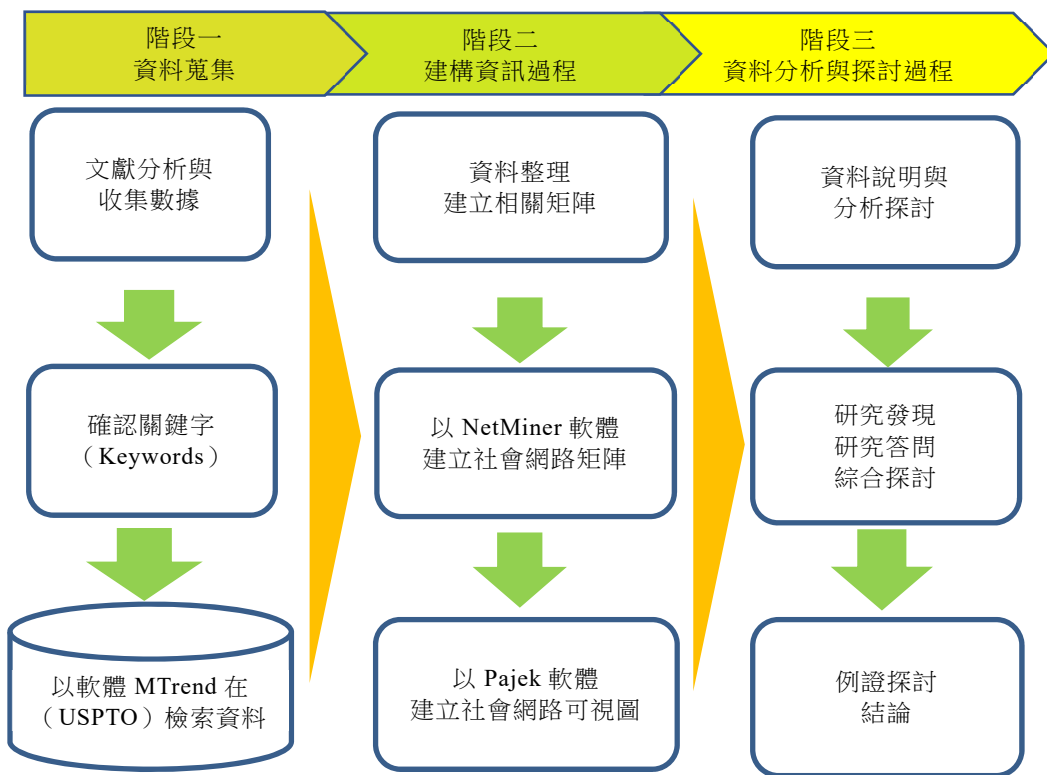 階段一
資料蒐集
階段二
建構資訊過程
階段三
資料分析與探討過程
文獻分析與
收集數據
確認關鍵字
（Keywords）
以軟體 MTrend 在
（USPTO）檢索資料
資料整理
建立相關矩陣
以 NetMiner 軟體
建立社會網路矩陣
以 Pajek 軟體
建立社會網路可視圖
資料說明與
分析探討
研究發現
研究答問
綜合探討
例證探討
結論